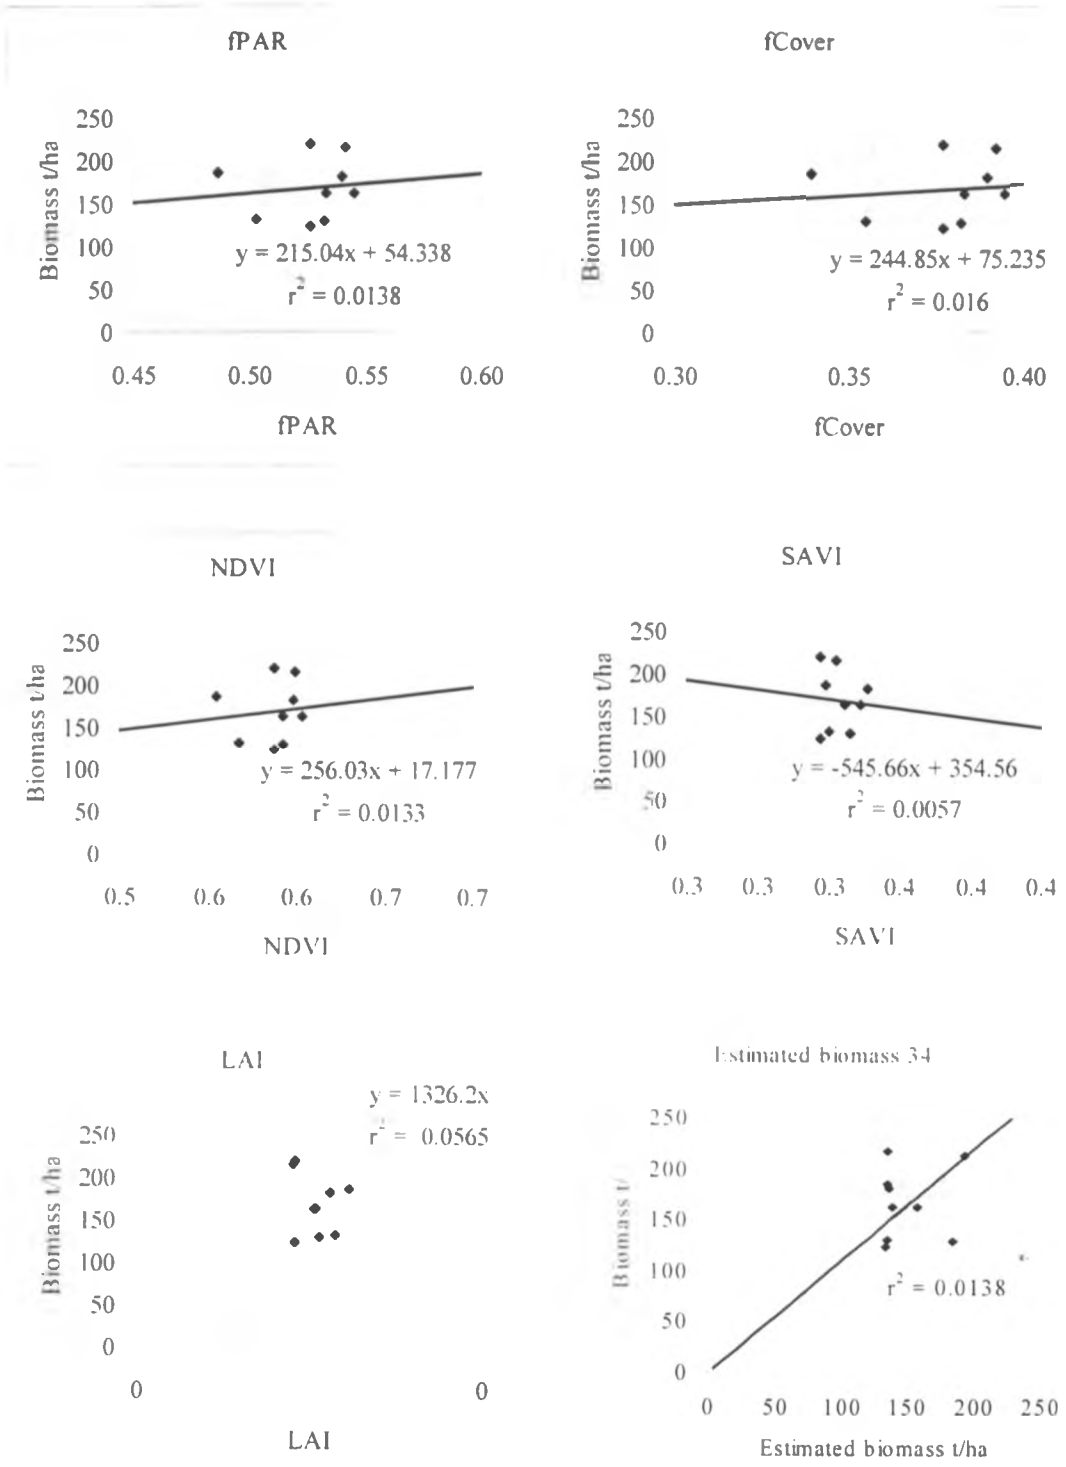 fPAR
250
200
150
100
50
0
Biomass t/ha
y = 215.04x + 54.338
r² = 0.0138
0.45 0.50 0.55 0.60
fPAR
fCover
250
200
150
100
50
0
Biomass t/ha
y = 244.85x + 75.235
r² = 0.016
0.30 0.35 0.40
fCover
NDVI
250
200
150
100
50
0
Biomass t/ha
y = 256.03x + 17.177
r² = 0.0133
0.5 0.6 0.6 0.7 0.7
NDVI
SAVI
250
200
150
100
50
0
Biomass t/ha
y = -545.66x + 354.56
r² = 0.0057
0.3 0.3 0.3 0.4 0.4 0.4
SAVI
LAI
y = 1326.2x
r² = 0.0565
250
200
150
100
50
0
Biomass t/ha
0 0
LAI
Estimated biomass 34
250
200
150
100
50
0
Biomass t/
r² = 0.0138
0 50 100 150 200 250
Estimated biomass t/ha